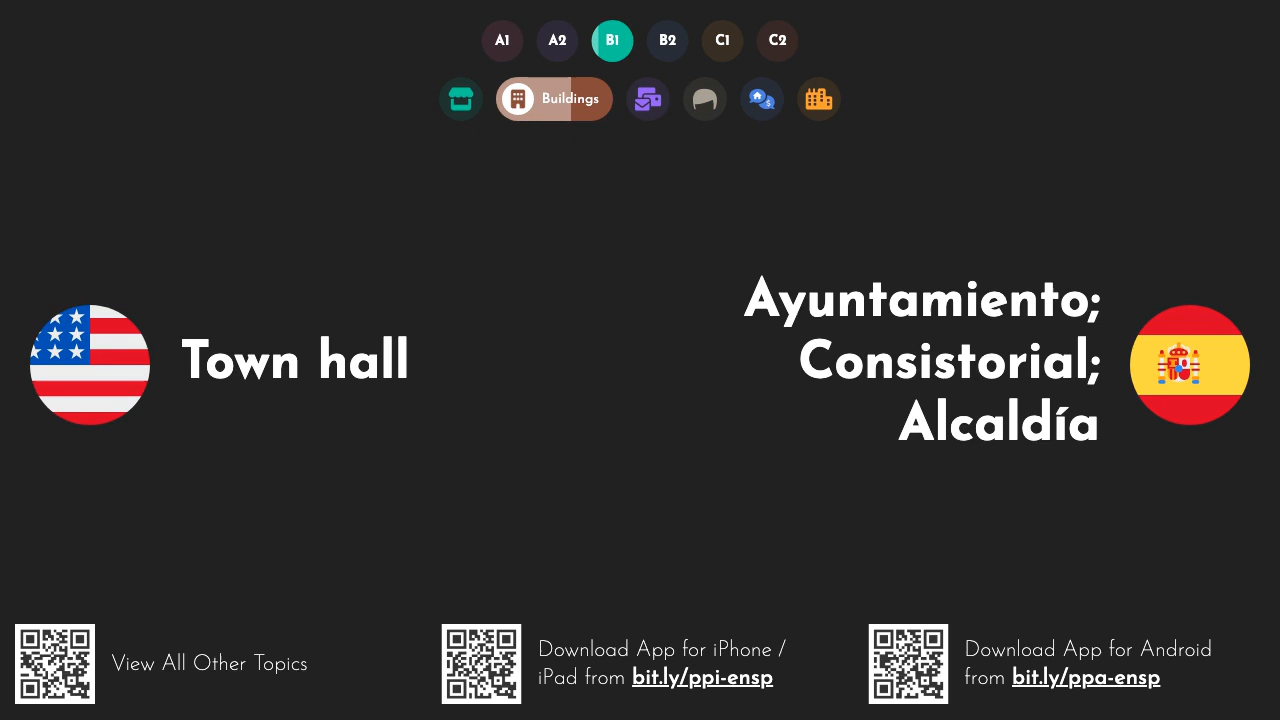 A1 A2 B1 B2 C1 C2
Buildings
Town hall
Ayuntamiento;
Consistorial;
Alcaldía
View All Other Topics
Download App for iPhone /
iPad from bit.ly/ppi-ensp
Download App for Android
from bit.ly/ppa-ensp